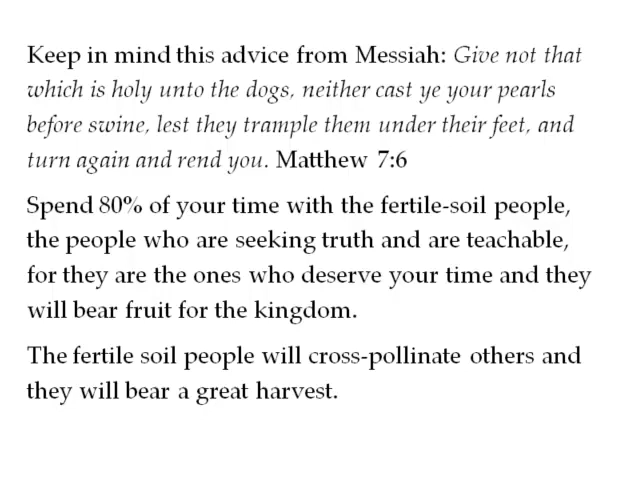 Keep in mind this advice from Messiah: Give not that
which is holy unto the dogs, neither cast ye your pearls
before swine, lest they trample them under their feet, and
turn again and rend you. Matthew 7:6
Spend 80% of your time with the fertile-soil people,
the people who are seeking truth and are teachable,
for they are the ones who deserve your time and they
will bear fruit for the kingdom.
The fertile soil people will cross-pollinate others and
they will bear a great harvest.